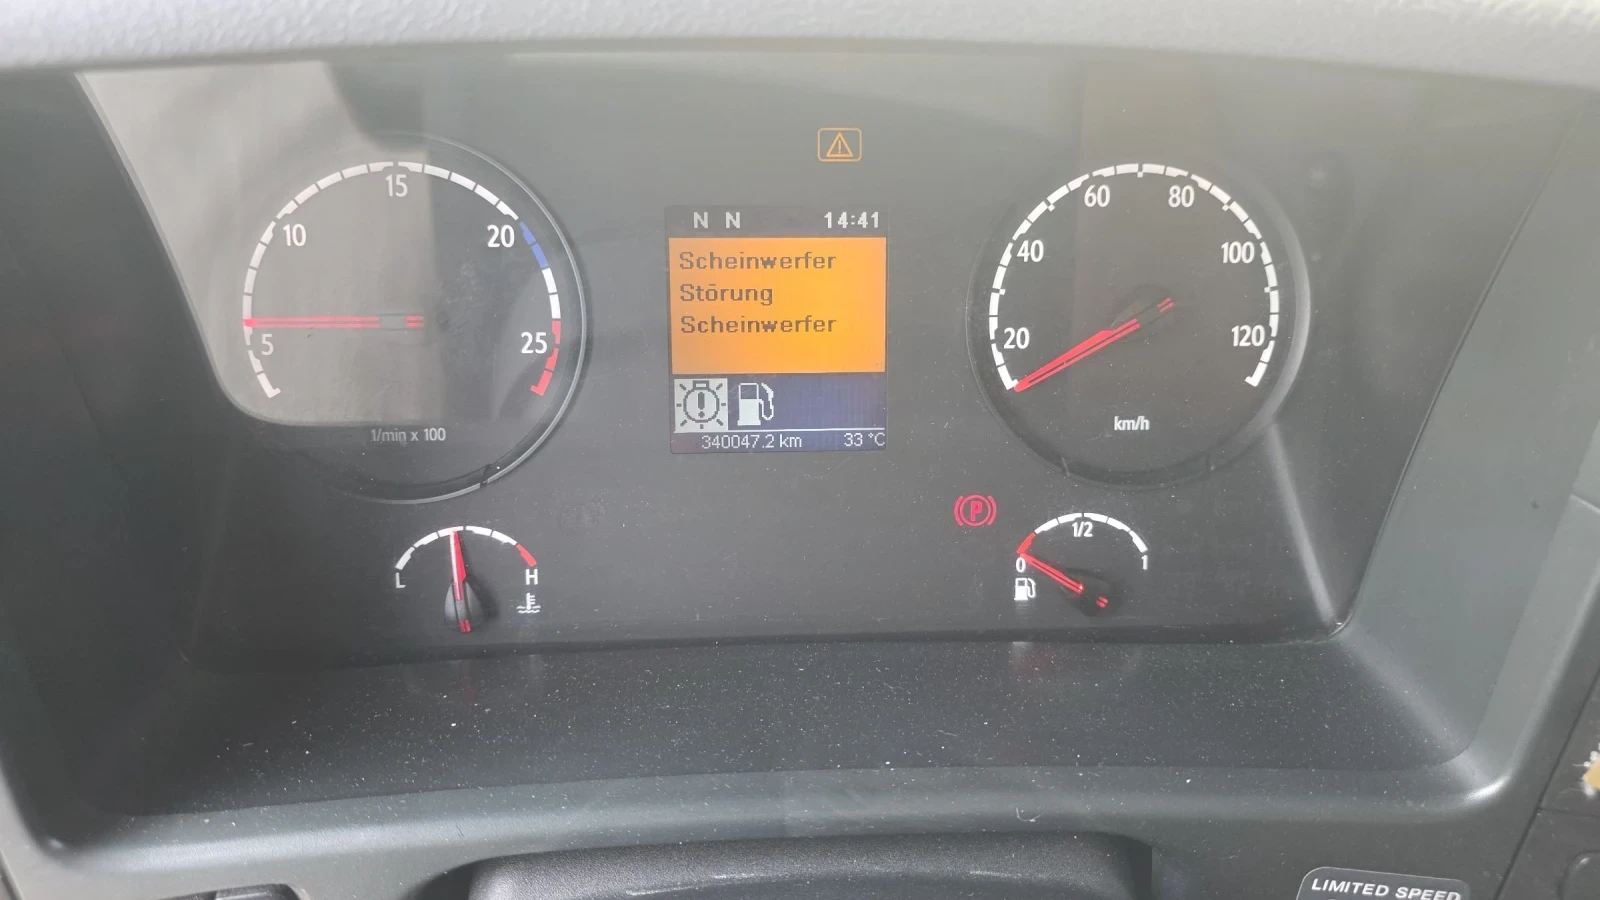 N N 14:41
Scheinwerfer
Störung
Scheinwerfer
340047.2 km 33 °C
5
10
15
20
25
1/min x 100
20
40
60
80
100
120
km/h
L
H
P
0
1/2
1
LIMITED SPEED